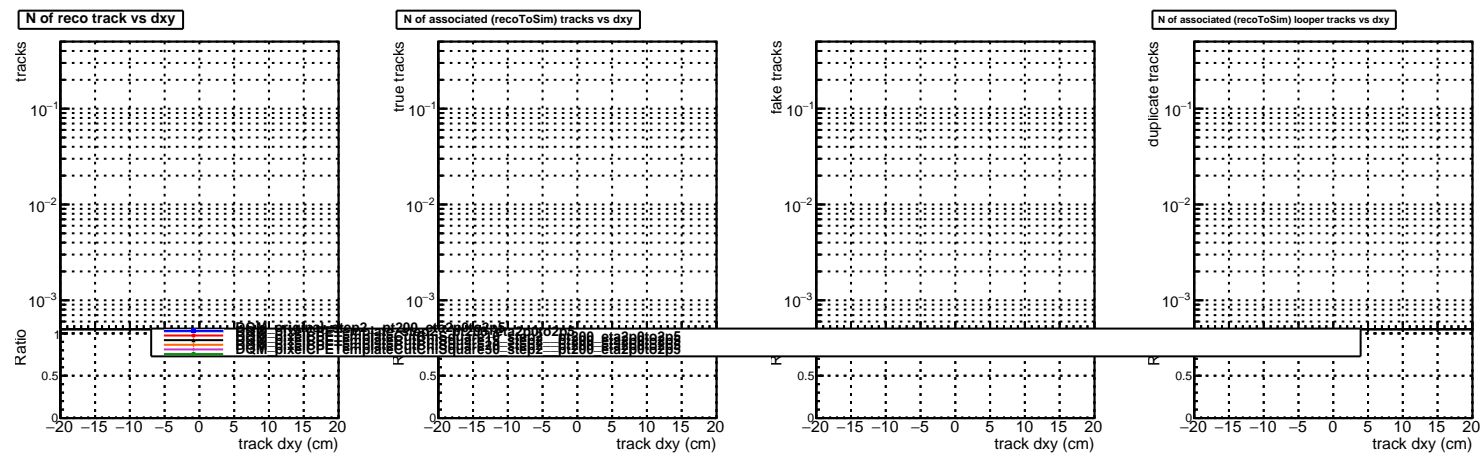 N of reco track vs dxy
N of associated (recoToSim) tracks vs dxy
N of associated (recoToSim) looper tracks vs dxy
tracks
10−1
10−2
10−3
Ratio
1
0.5
0
−20 −15 −10 −5 0 5 10 15 20
track dxy (cm)
true tracks
10−1
10−2
10−3
0.5
0
−20 −15 −10 −5 0 5 10 15 20
track dxy (cm)
fake tracks
10−1
10−2
10−3
0.5
0
−20 −15 −10 −5 0 5 10 15 20
track dxy (cm)
duplicate tracks
10−1
10−2
10−3
0.5
0
−20 −15 −10 −5 0 5 10 15 20
track dxy (cm)